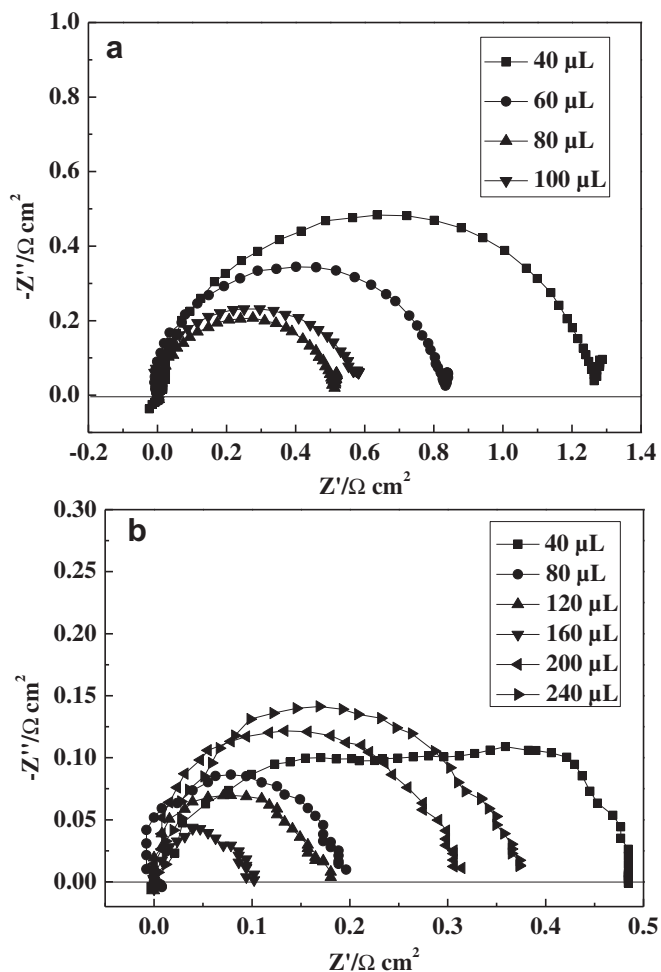 a
40 µL
60 µL
80 µL
100 µL
1.0
0.8
0.6
0.4
0.2
0.0
-0.2
-Z''/Ω cm²
-0.2 0.0 0.2 0.4 0.6 0.8 1.0 1.2 1.4
Z'/Ω cm²
b
40 µL
80 µL
120 µL
160 µL
200 µL
240 µL
0.30
0.25
0.20
0.15
0.10
0.05
0.00
-Z''/Ω cm²
0.0 0.1 0.2 0.3 0.4 0.5
Z'/Ω cm²